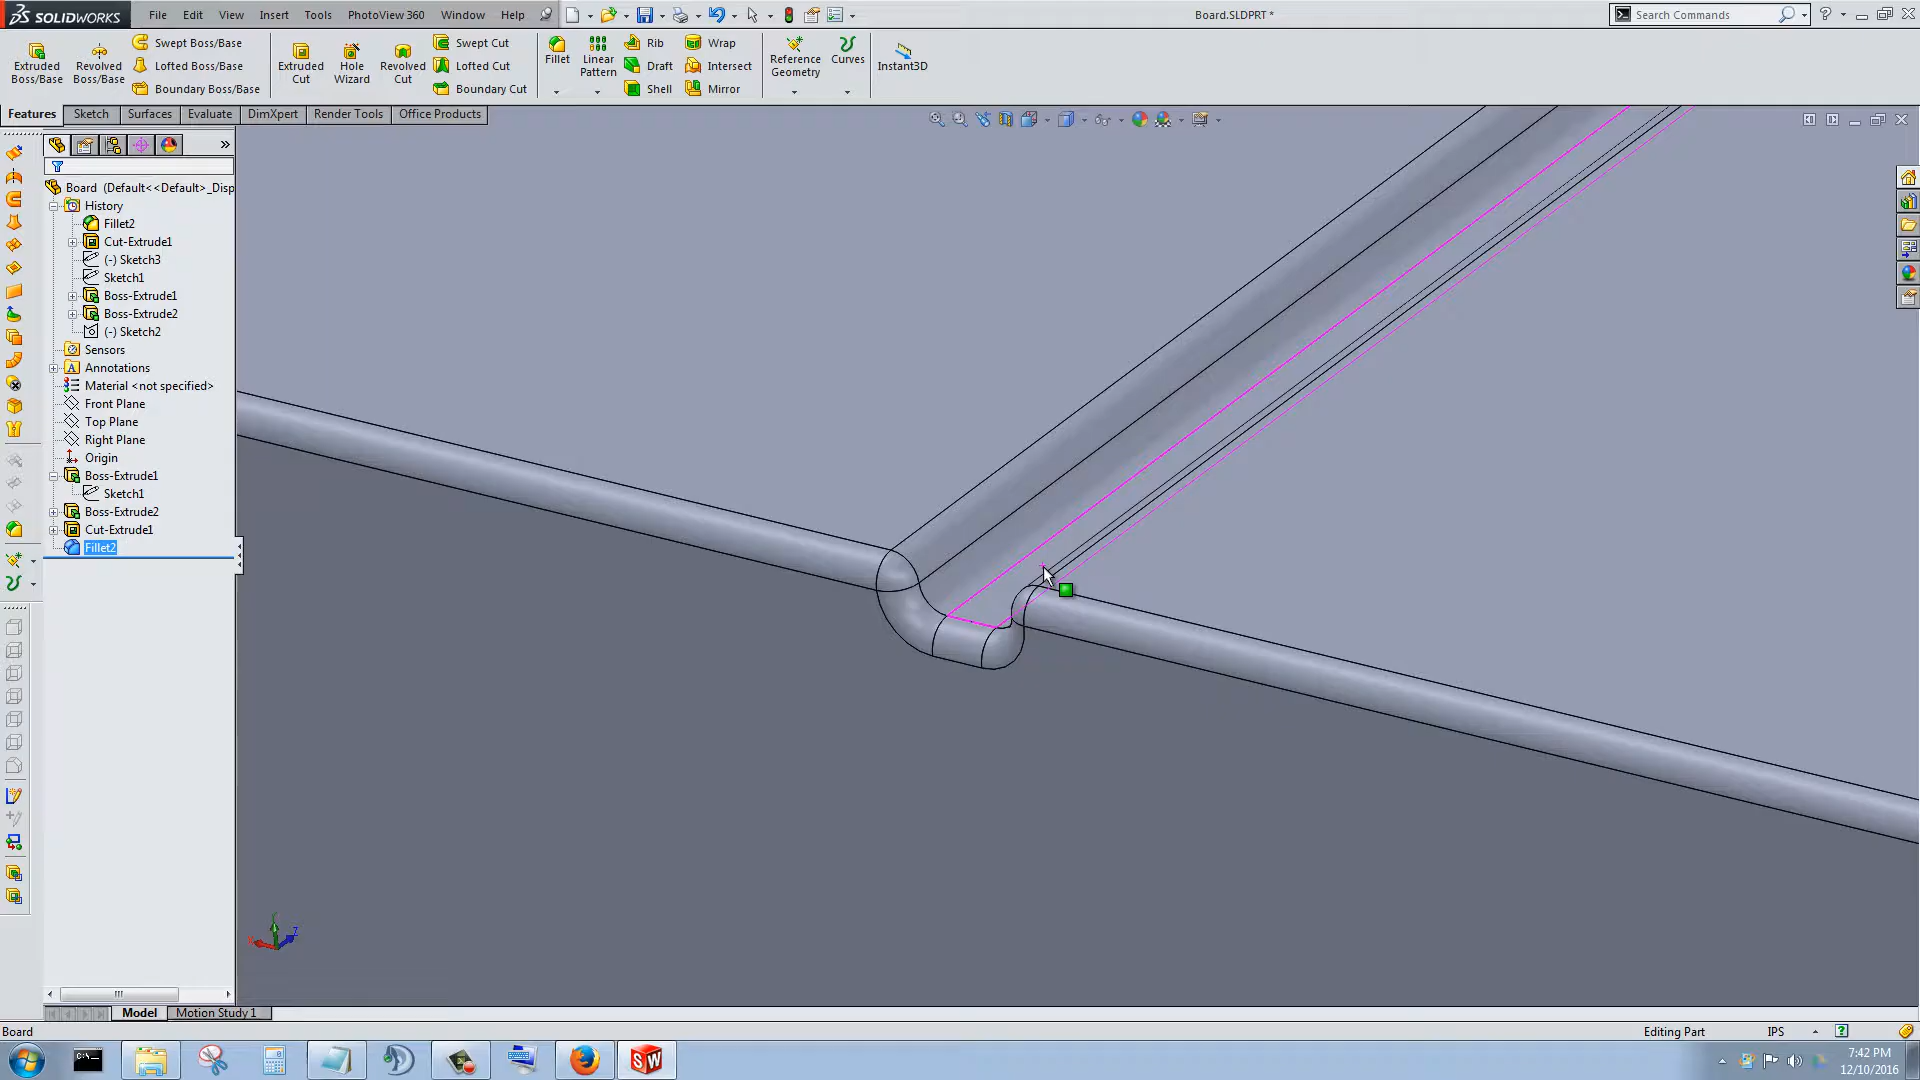 SOLIDWORKS File Edit View Insert Tools PhotoView 360 Window Help Board.SLDPRT * Search Commands
Extruded Boss/Base
Revolved Boss/Base
Swept Boss/Base
Lofted Boss/Base
Boundary Boss/Base
Extruded Cut
Hole Wizard
Revolved Cut
Swept Cut
Lofted Cut
Boundary Cut
Fillet
Linear Pattern
Rib
Draft
Shell
Wrap
Intersect
Mirror
Reference Geometry
Curves
Instant3D
Features Sketch Surfaces Evaluate DimXpert Render Tools Office Products
Board (Default<<Default>_Disp
History
Fillet2
Cut-Extrude1
(-) Sketch3
Sketch1
Boss-Extrude1
Boss-Extrude2
(-) Sketch2
Sensors
Annotations
Material <not specified>
Front Plane
Top Plane
Right Plane
Origin
Boss-Extrude1
Sketch1
Boss-Extrude2
Cut-Extrude1
Fillet2
Model Motion Study 1
Board Editing Part IPS
7:42 PM
12/10/2016